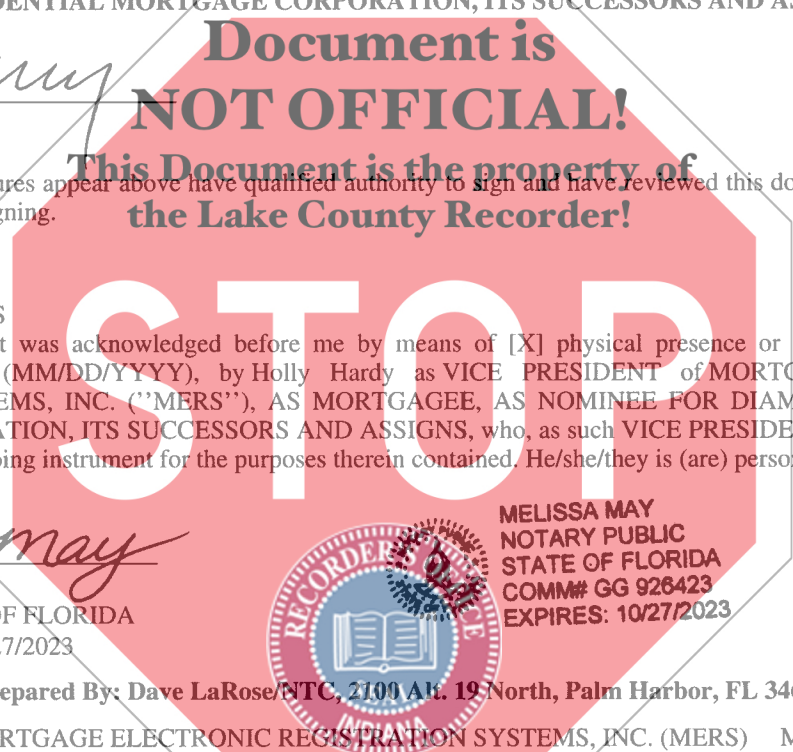 DENTIAL MORTGAGE CORPORATION, ITS SUCCESSORS AND AS
Document is
NOT OFFICIAL!
This Document is the property of
ures appear above have qualified authority to sign and have reviewed this do
gning.
the Lake County Recorder!
S
STOP
t was acknowledged before me by means of [X] physical presence or
(MM/DD/YYYY), by Holly Hardy as VICE PRESIDENT of MORTG
EMS, INC. (''MERS''), AS MORTGAGEE, AS NOMINEE FOR DIAM
ATION, ITS SUCCESSORS AND ASSIGNS, who, as such VICE PRESIDE
oing instrument for the purposes therein contained. He/she/they is (are) person
May
MELISSA MAY
NOTARY PUBLIC
STATE OF FLORIDA
COMM# GG 926423
EXPIRES: 10/27/2023
RECORDER'S OFFICE
INDIANA
OF FLORIDA
27/2023
epared By: Dave LaRose/NTC, 2100 Alt. 19 North, Palm Harbor, FL 346
RTGAGE ELECTRONIC REGISTRATION SYSTEMS, INC. (MERS) M